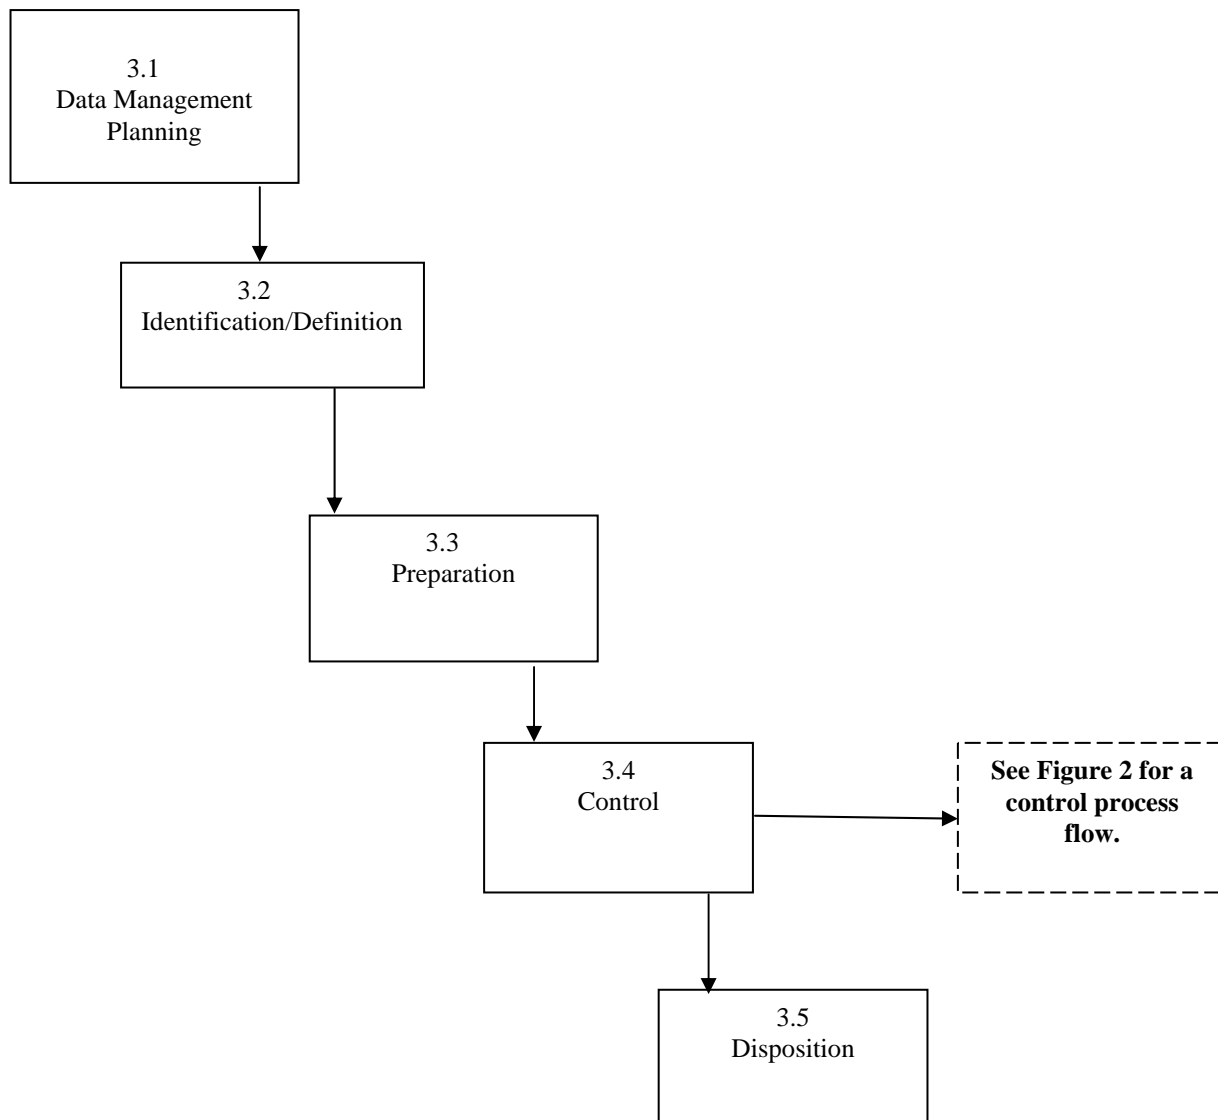 3.1
Data Management
Planning
3.2
Identification/Definition
3.3
Preparation
3.4
Control
See Figure 2 for a
control process
flow.
3.5
Disposition